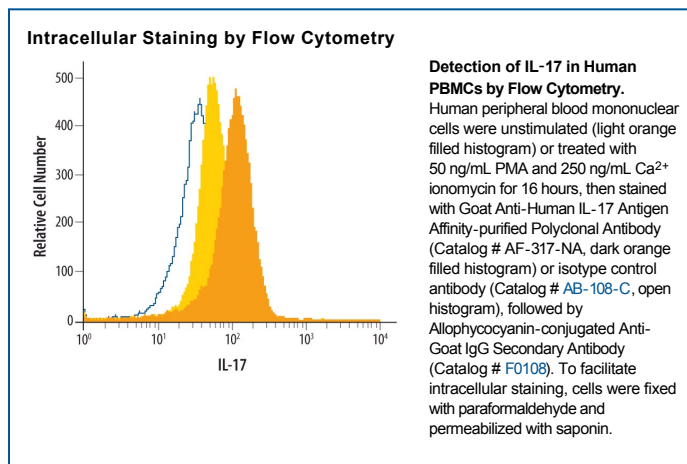 Intracellular Staining by Flow Cytometry
500
400
300
200
100
0
Relative Cell Number
10⁰
10¹
10²
10³
10⁴
IL-17
Detection of IL-17 in Human
PBMCs by Flow Cytometry.
Human peripheral blood mononuclear
cells were unstimulated (light orange
filled histogram) or treated with
50 ng/mL PMA and 250 ng/mL Ca²⁺
ionomycin for 16 hours, then stained
with Goat Anti-Human IL-17 Antigen
Affinity-purified Polyclonal Antibody
(Catalog # AF-317-NA, dark orange
filled histogram) or isotype control
antibody (Catalog # AB-108-C, open
histogram), followed by
Allophycocyanin-conjugated Anti-
Goat IgG Secondary Antibody
(Catalog # F0108). To facilitate
intracellular staining, cells were fixed
with paraformaldehyde and
permeabilized with saponin.